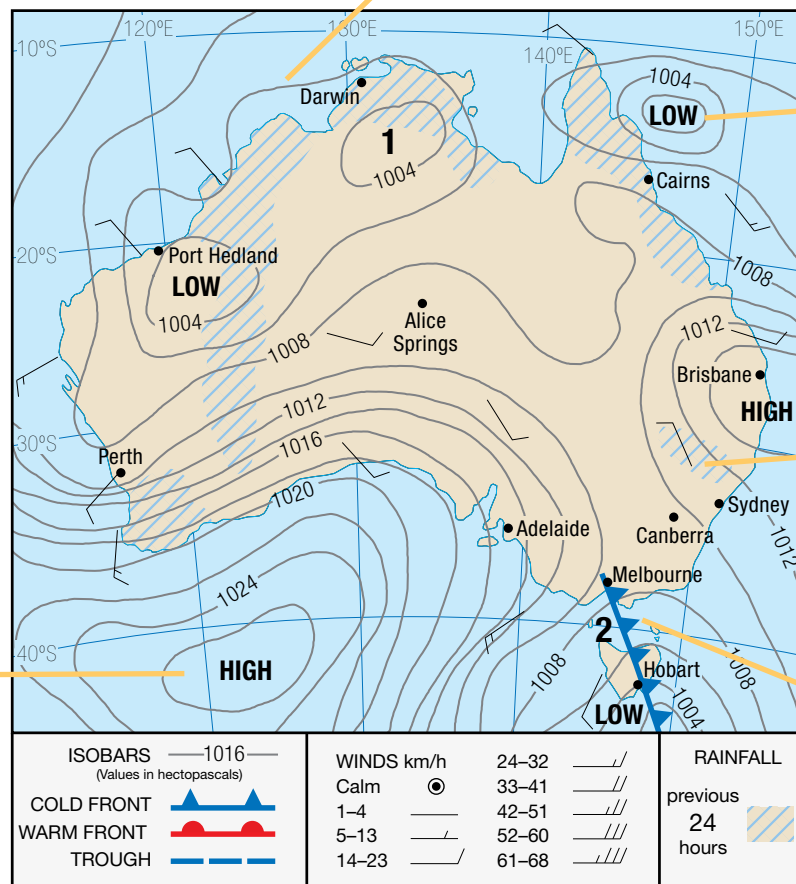 120ºE
130ºE
140ºE
150ºE
10ºS
1004
LOW
Darwin
1
1004
Cairns
20ºS
Port Hedland
LOW
1004
1008
Alice
Springs
1008
1012
Brisbane
HIGH
1012
1016
30ºS
Perth
1020
Adelaide
Sydney
Canberra
1012
Melbourne
1024
2
40ºS
HIGH
1008
1008
Hobart
LOW
1004
ISOBARS 1016
(Values in hectopascals)
COLD FRONT
WARM FRONT
TROUGH
WINDS km/h
Calm
1–4
5–13
14–23
24–32
33–41
42–51
52–60
61–68
RAINFALL
previous
24
hours